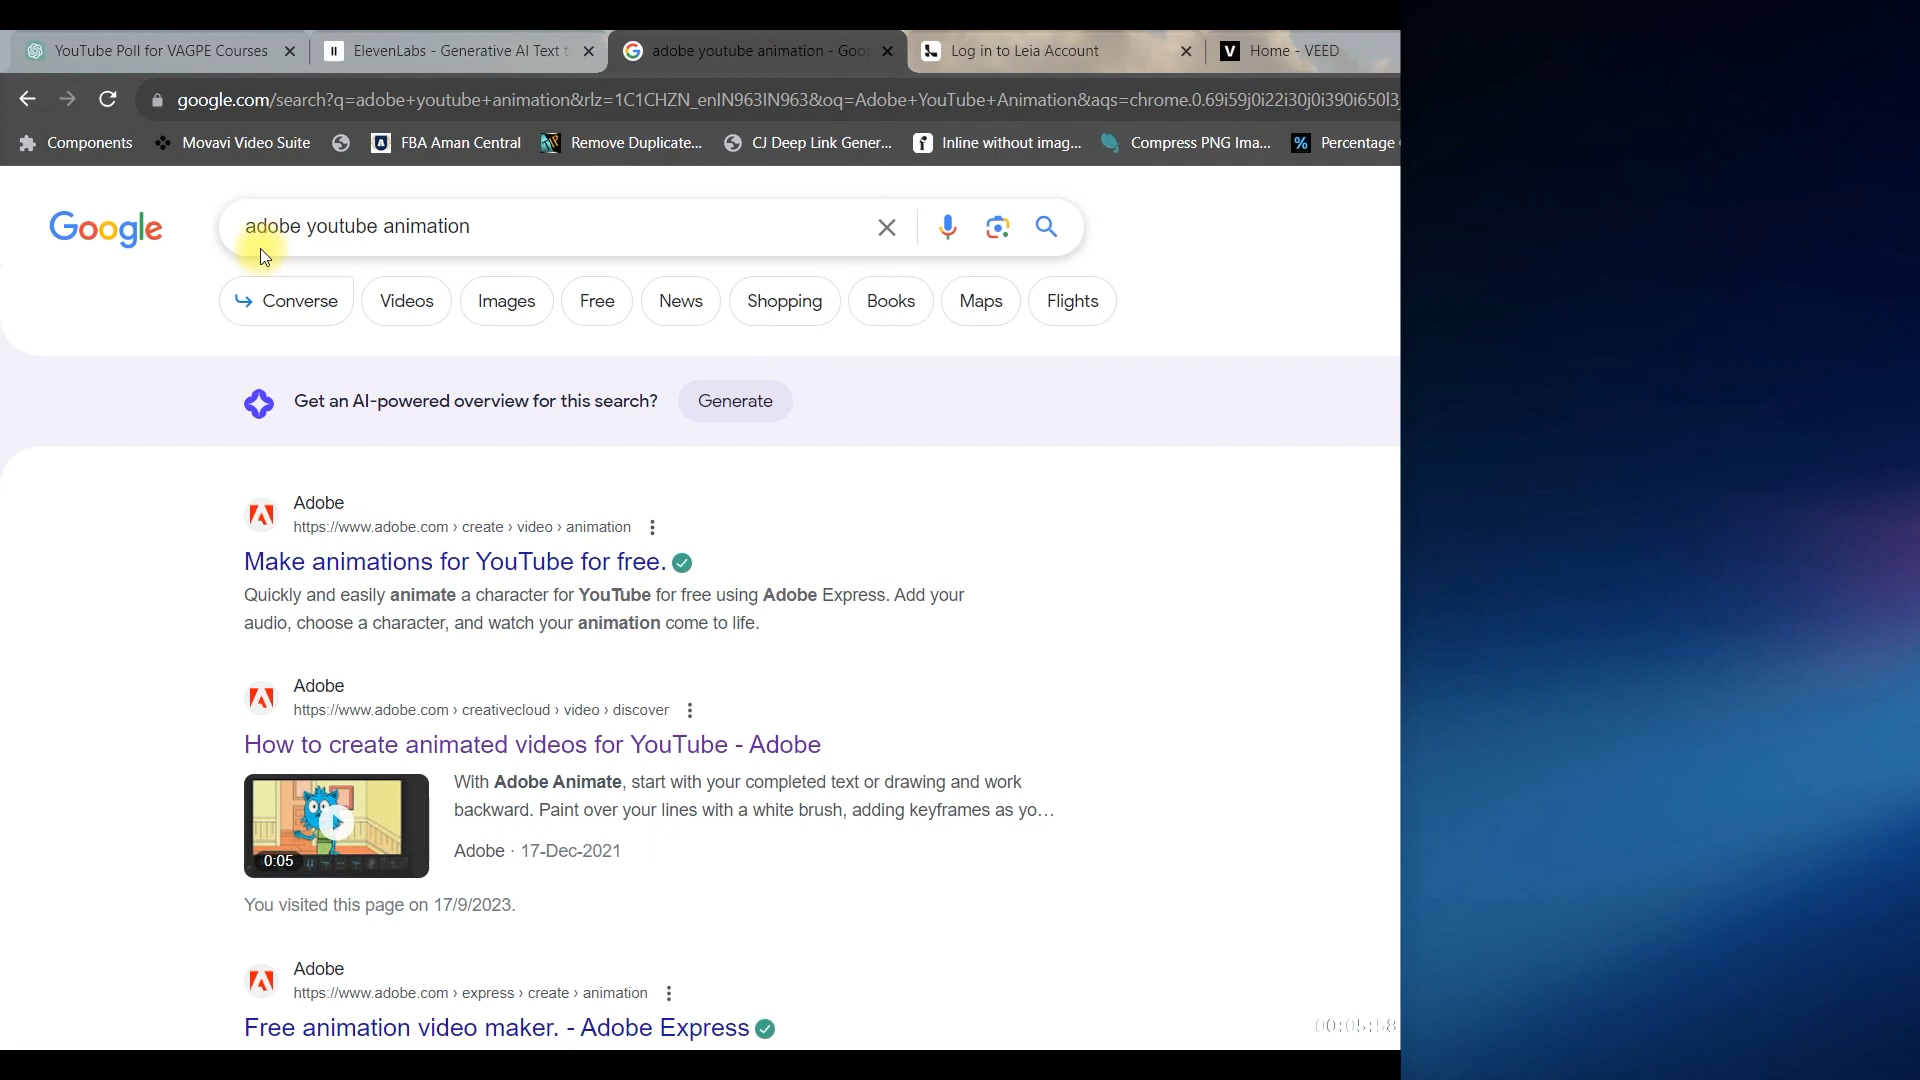 YouTube Poll for VAGPE Courses
ElevenLabs - Generative AI Text t
adobe youtube animation - Goo
Log in to Leia Account
Home - VEED
google.com/search?q=adobe+youtube+animation&rlz=1C1CHZN_enIN963IN963&oq=Adobe+YouTube+Animation&aqs=chrome.0.69i59j0i22i30j0i390i650l3
Components
Movavi Video Suite
FBA Aman Central
Remove Duplicate...
CJ Deep Link Gener...
Inline without imag...
Compress PNG Ima...
Percentage
Google
adobe youtube animation
Converse
Videos
Images
Free
News
Shopping
Books
Maps
Flights
Get an AI-powered overview for this search?
Generate
Adobe
https://www.adobe.com › create › video › animation
Make animations for YouTube for free.
Quickly and easily animate a character for YouTube for free using Adobe Express. Add your
audio, choose a character, and watch your animation come to life.
Adobe
https://www.adobe.com › creativecloud › video › discover
How to create animated videos for YouTube - Adobe
With Adobe Animate, start with your completed text or drawing and work
backward. Paint over your lines with a white brush, adding keyframes as yo...
0:05
Adobe · 17-Dec-2021
You visited this page on 17/9/2023.
Adobe
https://www.adobe.com › express › create › animation
Free animation video maker. - Adobe Express
00:05:58